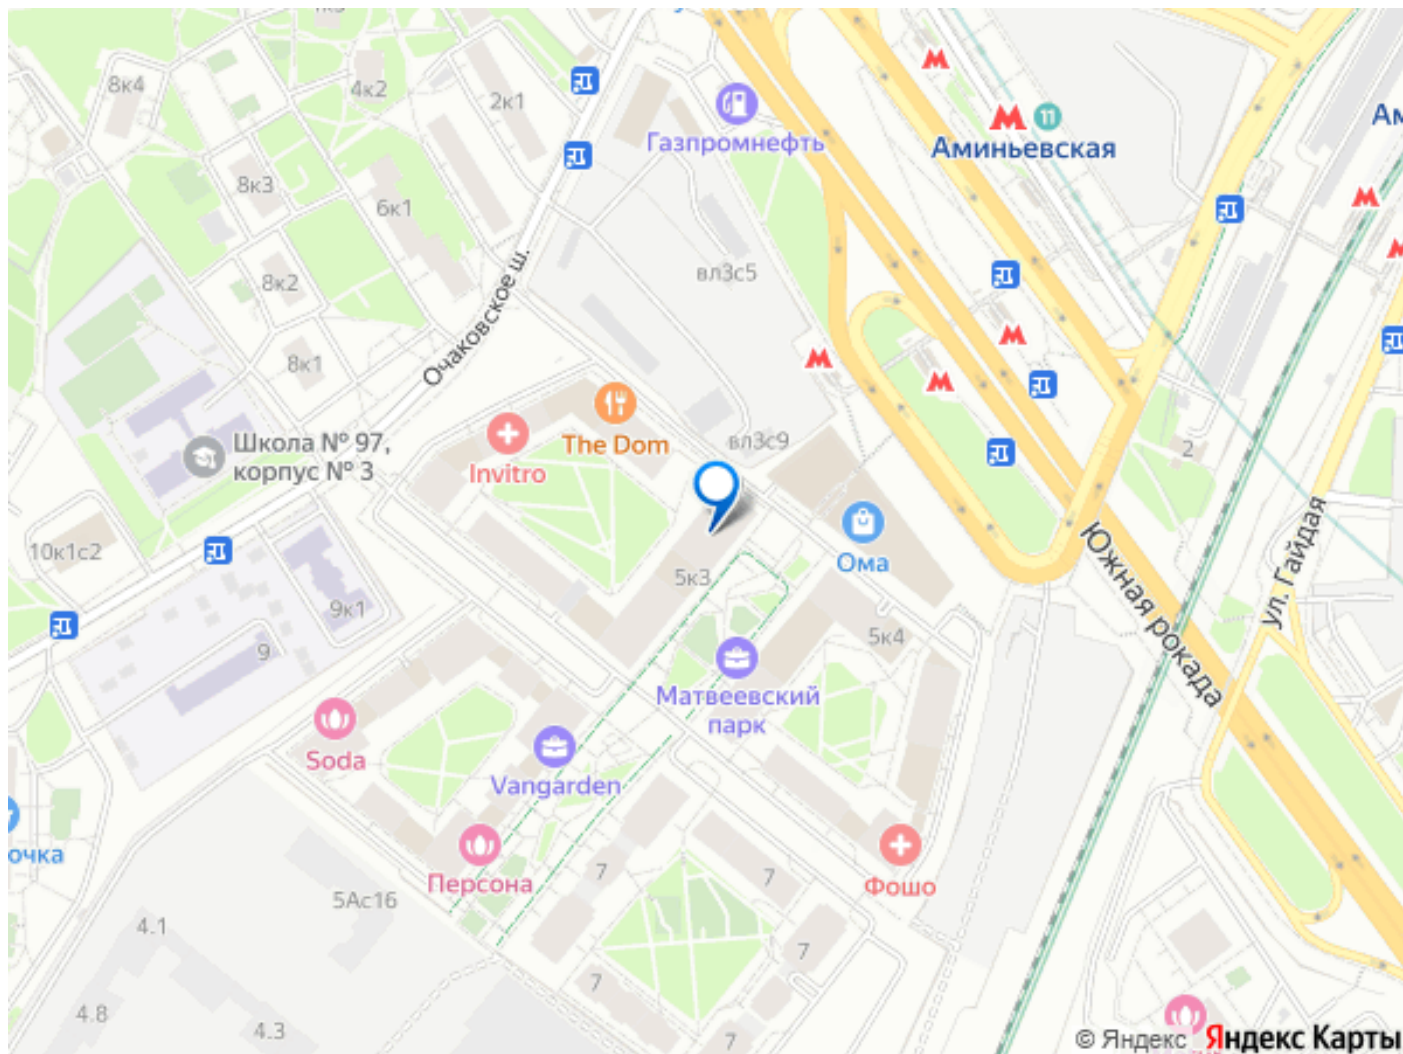 8к4
4к2
2к1
Газпромнефть
11
Аминьевская
8к3
6к1
8к2
вл3с5
Очаковское ш.
8к1
Школа № 97,
корпус № 3
The Dom
Invitro
вл3с9
2
10к1с2
Ома
5к3
Южная рокада
ул. Гайдая
9к1
9
5к4
Матвеевский
парк
Soda
Vangarden
очка
Персона
Фошо
7
7
5Ас16
4.1
7
7
4.8
4.3
7
© Яндекс Яндекс Карты